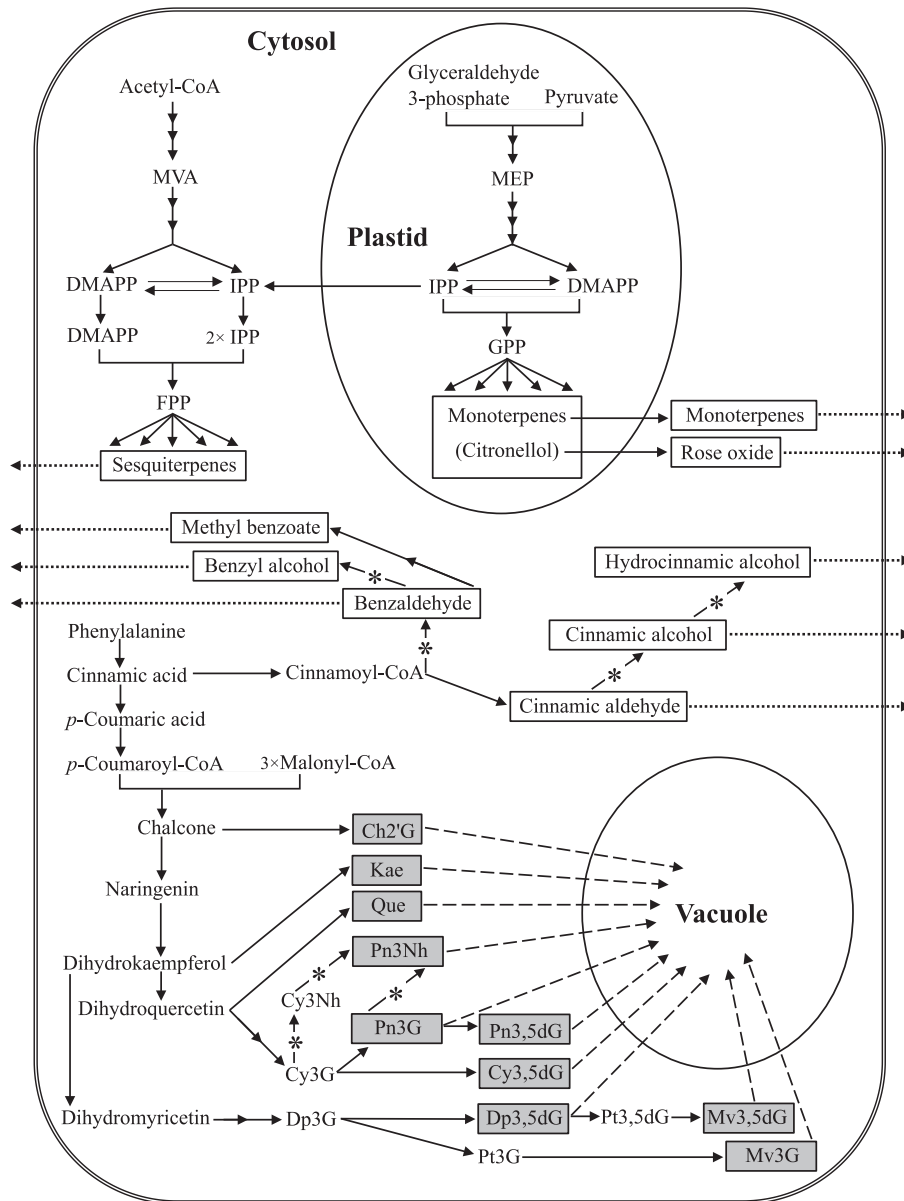 Cytosol
Acetyl-CoA
Glyceraldehyde
3-phosphate
Pyruvate
MVA
MEP
Plastid
DMAPP
IPP
IPP
DMAPP
DMAPP
2× IPP
GPP
FPP
Monoterpenes
(Citronellol)
Monoterpenes
Rose oxide
Sesquiterpenes
Methyl benzoate
Benzyl alcohol
*
Benzaldehyde
Hydrocinnamic alcohol
*
Cinnamic alcohol
*
Cinnamic aldehyde
Phenylalanine
*
Cinnamic acid
Cinnamoyl-CoA
p-Coumaric acid
p-Coumaroyl-CoA
3×Malonyl-CoA
Chalcone
Ch2'G
Naringenin
Kae
Que
Vacuole
Dihydrokaempferol
Pn3Nh
*
Cy3Nh
*
Dihydroquercetin
Pn3G
Pn3,5dG
*
Cy3G
Cy3,5dG
Dihydromyricetin
Dp3G
Dp3,5dG
Pt3,5dG
Mv3,5dG
Pt3G
Mv3G